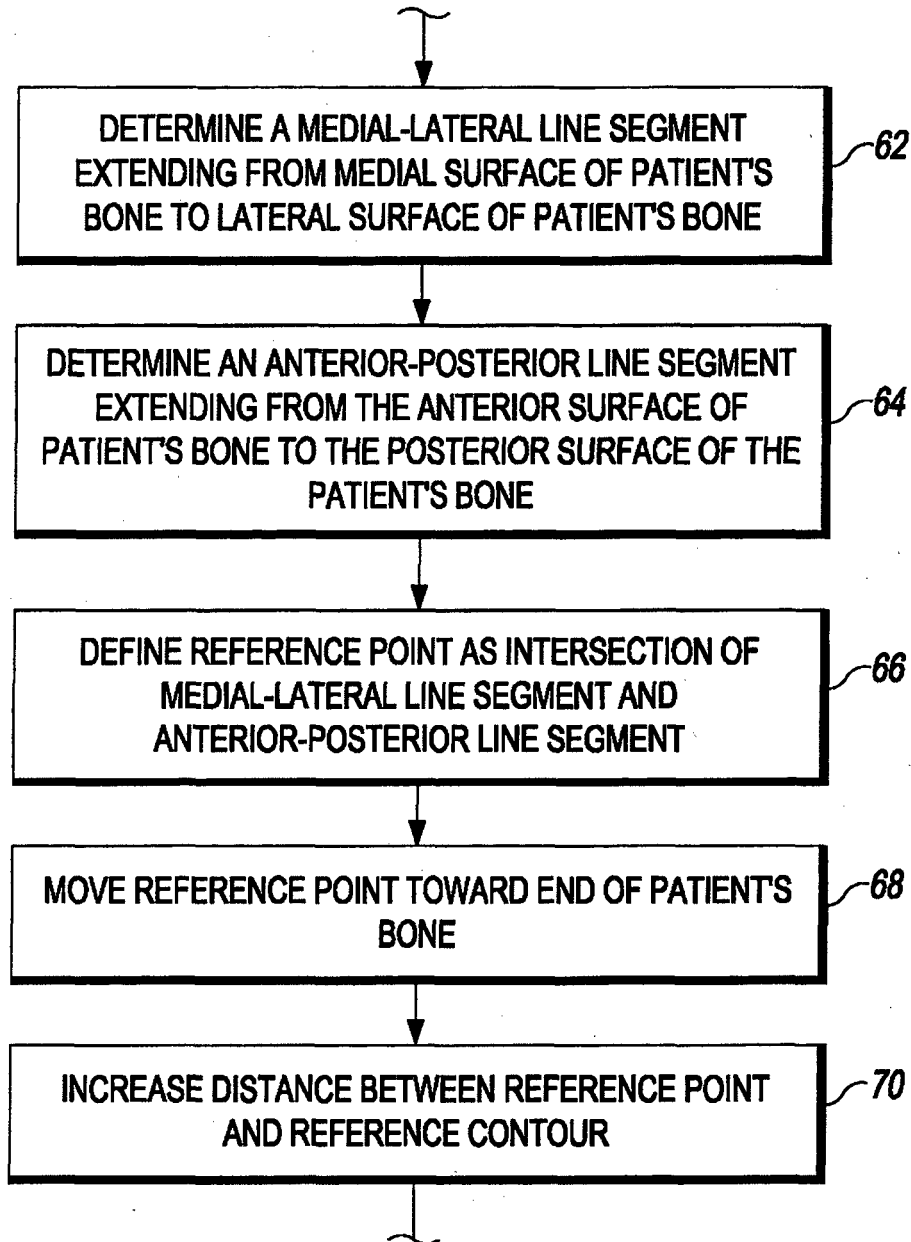 DETERMINE A MEDIAL-LATERAL LINE SEGMENT
EXTENDING FROM MEDIAL SURFACE OF PATIENT'S
BONE TO LATERAL SURFACE OF PATIENT'S BONE
62
DETERMINE AN ANTERIOR-POSTERIOR LINE SEGMENT
EXTENDING FROM THE ANTERIOR SURFACE OF
PATIENT'S BONE TO THE POSTERIOR SURFACE OF THE
PATIENT'S BONE
64
DEFINE REFERENCE POINT AS INTERSECTION OF
MEDIAL-LATERAL LINE SEGMENT AND
ANTERIOR-POSTERIOR LINE SEGMENT
66
MOVE REFERENCE POINT TOWARD END OF PATIENT'S
BONE
68
INCREASE DISTANCE BETWEEN REFERENCE POINT
AND REFERENCE CONTOUR
70